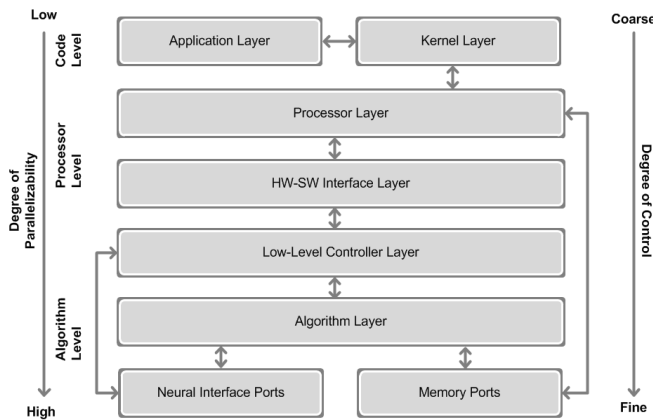 Low
Coarse
Code
Level
Application Layer
Kernel Layer
Processor Layer
Processor
Level
HW-SW Interface Layer
Degree of
Parallelizability
Degree of Control
Low-Level Controller Layer
Algorithm
Level
Algorithm Layer
Neural Interface Ports
Memory Ports
High
Fine